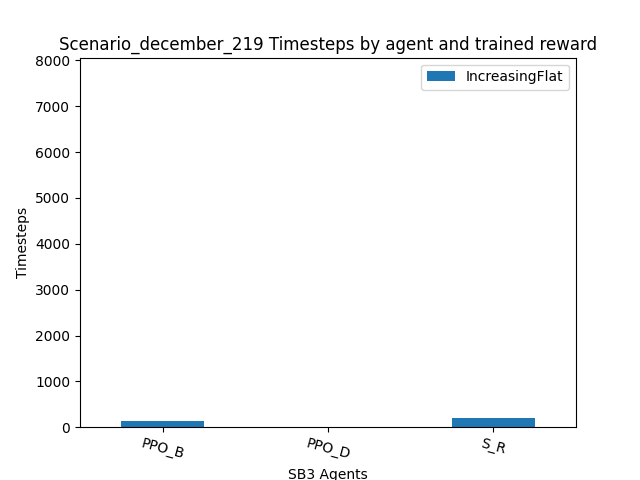 Scenario_december_219 Timesteps by agent and trained reward
IncreasingFlat
8000
7000
6000
5000
4000
3000
2000
1000
0
Timesteps
PPO_B
PPO_D
S_R
SB3 Agents